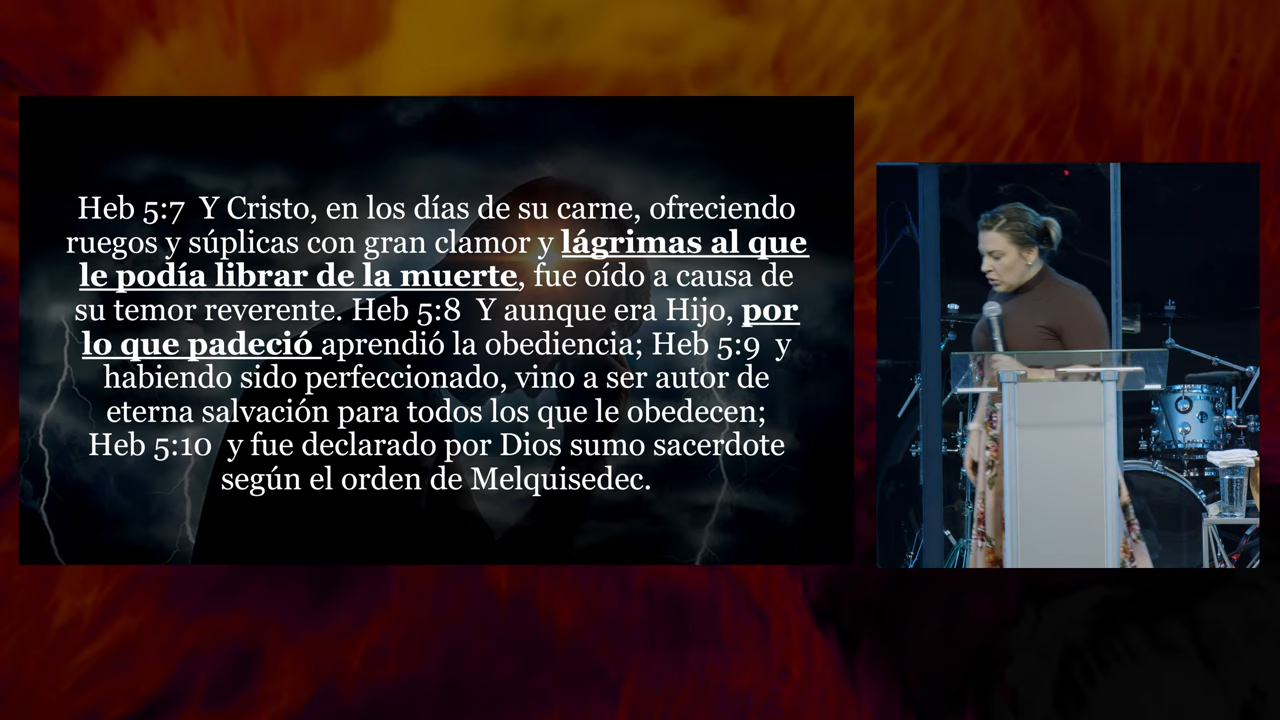 Heb 5:7  Y Cristo, en los días de su carne, ofreciendo
ruegos y súplicas con gran clamor y lágrimas al que
le podía librar de la muerte, fue oído a causa de
su temor reverente. Heb 5:8  Y aunque era Hijo, por
lo que padeció aprendió la obediencia; Heb 5:9  y
habiendo sido perfeccionado, vino a ser autor de
eterna salvación para todos los que le obedecen;
Heb 5:10  y fue declarado por Dios sumo sacerdote
según el orden de Melquisedec.